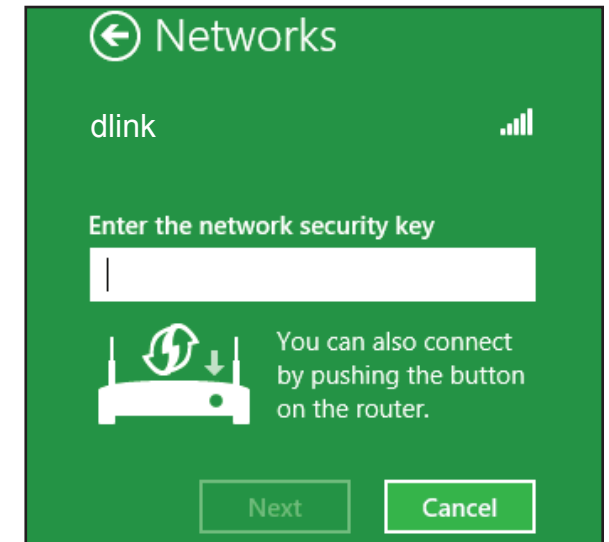 Networks
dlink
Enter the network security key
You can also connect
by pushing the button
on the router.
Next
Cancel